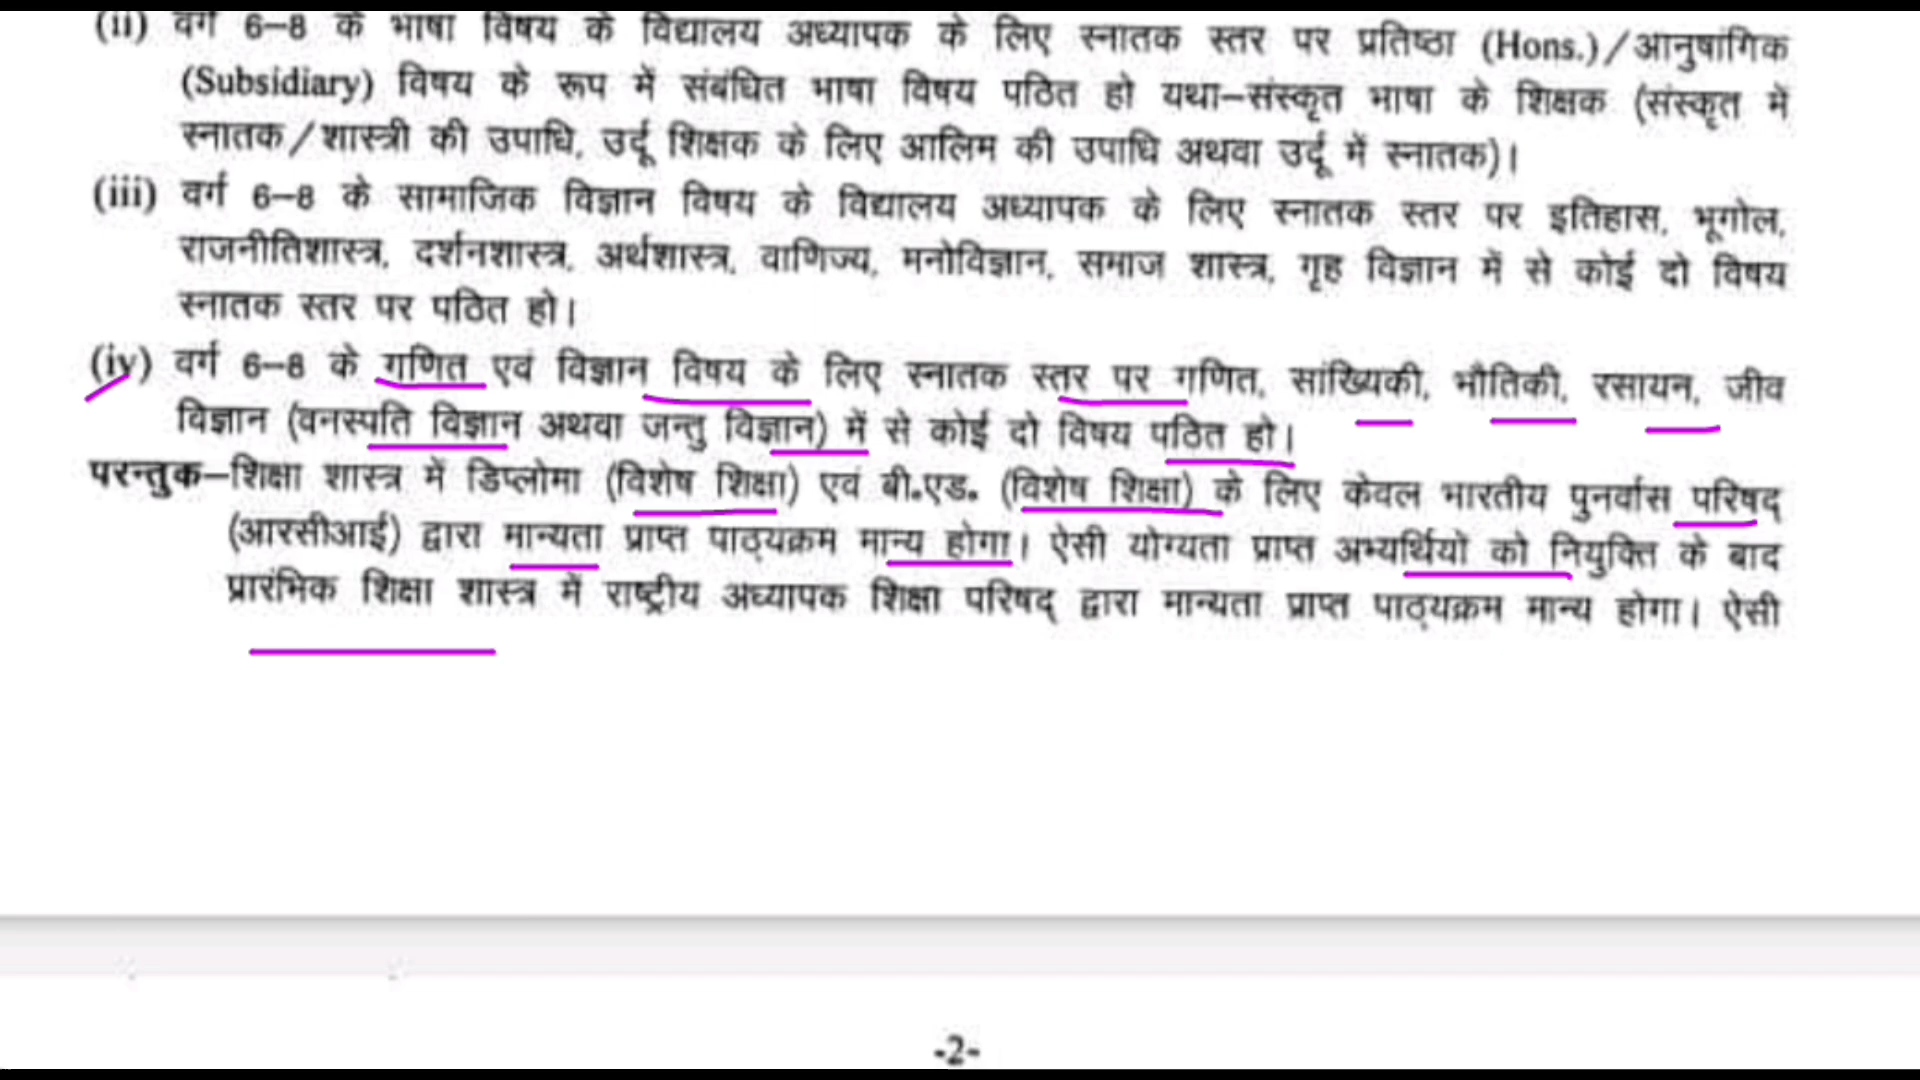 (ii) वर्ग 6–8 के भाषा विषय के विद्यालय अध्यापक के लिए स्नातक स्तर पर प्रतिष्ठा (Hons.)/आनुषांगिक
(Subsidiary) विषय के रूप में संबंधित भाषा विषय पठित हो यथा–संस्कृत भाषा के शिक्षक (संस्कृत में
स्नातक/शास्त्री की उपाधि, उर्दू शिक्षक के लिए आलिम की उपाधि अथवा उर्दू में स्नातक)।
(iii) वर्ग 6–8 के सामाजिक विज्ञान विषय के विद्यालय अध्यापक के लिए स्नातक स्तर पर इतिहास, भूगोल,
राजनीतिशास्त्र, दर्शनशास्त्र, अर्थशास्त्र, वाणिज्य, मनोविज्ञान, समाज शास्त्र, गृह विज्ञान में से कोई दो विषय
स्नातक स्तर पर पठित हो।
(iv) वर्ग 6–8 के गणित एवं विज्ञान विषय के लिए स्नातक स्तर पर गणित, सांख्यिकी, भौतिकी, रसायन, जीव
विज्ञान (वनस्पति विज्ञान अथवा जन्तु विज्ञान) में से कोई दो विषय पठित हो।
परन्तुक–शिक्षा शास्त्र में डिप्लोमा (विशेष शिक्षा) एवं बी.एड. (विशेष शिक्षा) के लिए केवल भारतीय पुनर्वास परिषद्
(आरसीआई) द्वारा मान्यता प्राप्त पाठ्यक्रम मान्य होगा। ऐसी योग्यता प्राप्त अभ्यर्थियो को नियुक्ति के बाद
प्रारंभिक शिक्षा शास्त्र में राष्ट्रीय अध्यापक शिक्षा परिषद् द्वारा मान्यता प्राप्त पाठ्यक्रम मान्य होगा। ऐसी
-2-